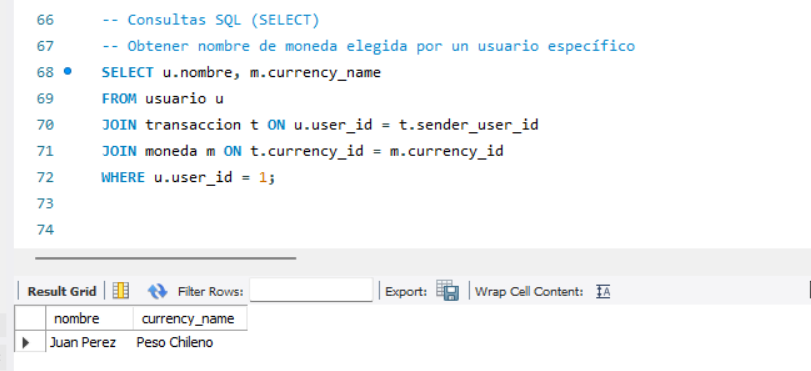 66 -- Consultas SQL (SELECT)
67 -- Obtener nombre de moneda elegida por un usuario específico
68 SELECT u.nombre, m.currency_name
69 FROM usuario u
70 JOIN transaccion t ON u.user_id = t.sender_user_id
71 JOIN moneda m ON t.currency_id = m.currency_id
72 WHERE u.user_id = 1;
73
74
Result Grid Filter Rows: Export: Wrap Cell Content: IA
nombre currency_name
Juan Perez Peso Chileno